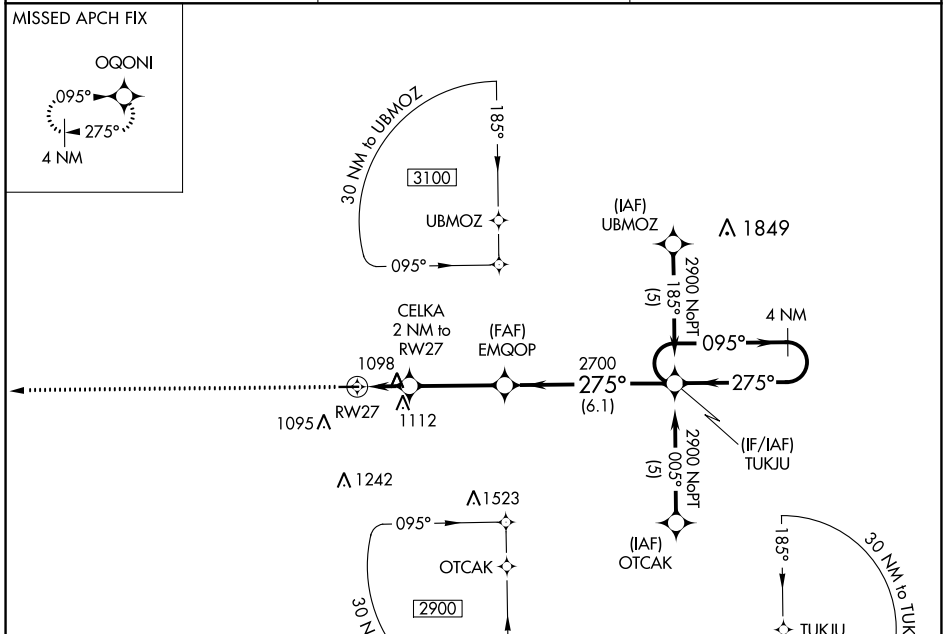 MISSED APCH FIX
OQONI
095°
275°
4 NM
30 NM to UBMOZ
185°
3100
UBMOZ
095°
(IAF)
UBMOZ
1849
2900 NoPT
185°
(5)
4 NM
095°
275°
CELKA
2 NM to
RW27
(FAF)
EMQOP
1098
2700
275°
(6.1)
RW27
1095
1112
(IF/IAF)
TUKJU
2900 NoPT
005°
(5)
(IAF)
OTCAK
1242
1523
095°
OTCAK
2900
30 N
185°
30 NM to TUK
TUKJU